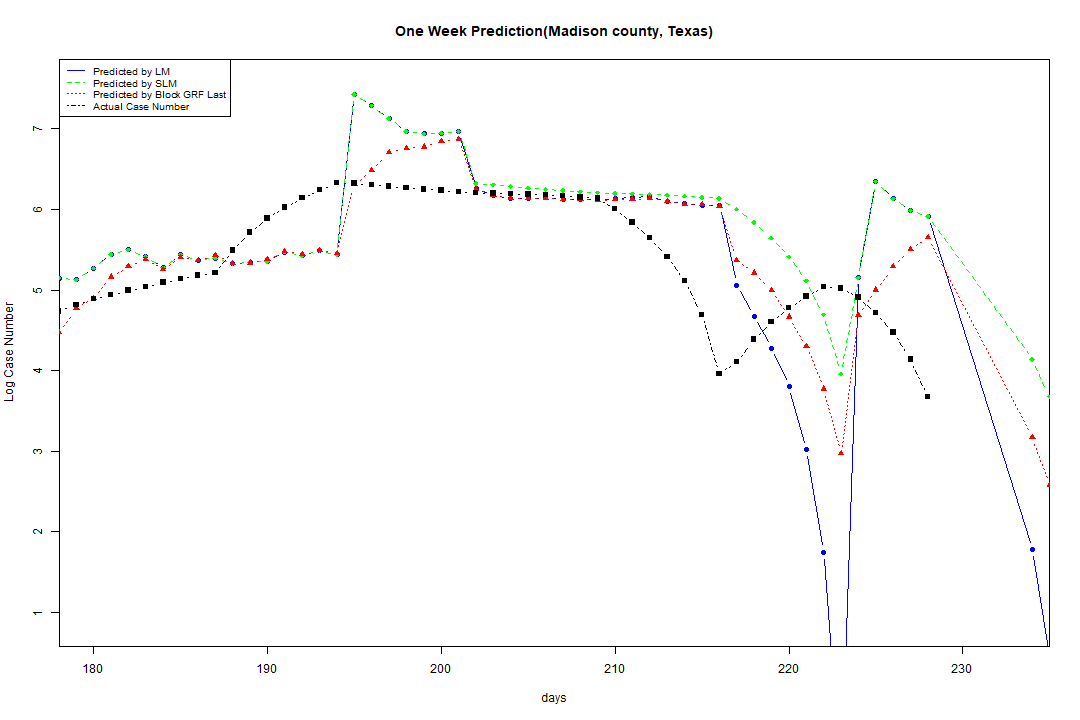 One Week Prediction(Madison county, Texas)
Predicted by LM
Predicted by SLM
Predicted by Block GRF Last
Actual Case Number
Log Case Number
7
6
5
4
3
2
1
180 190 200 210 220 230
days